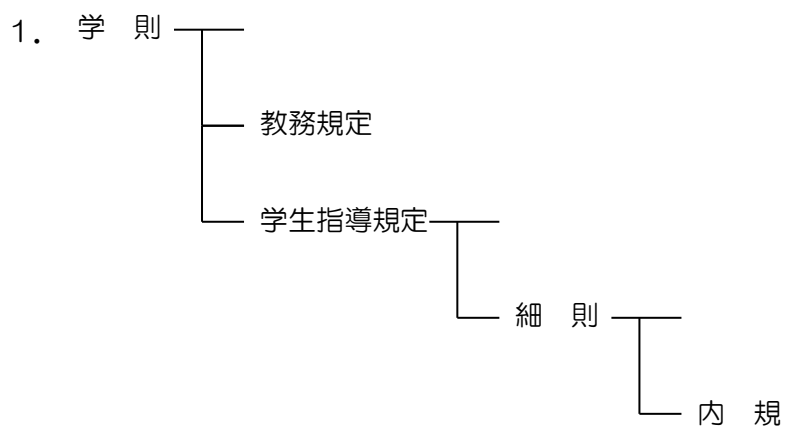 1． 学　則
教務規定
学生指導規定
細　則
内　規